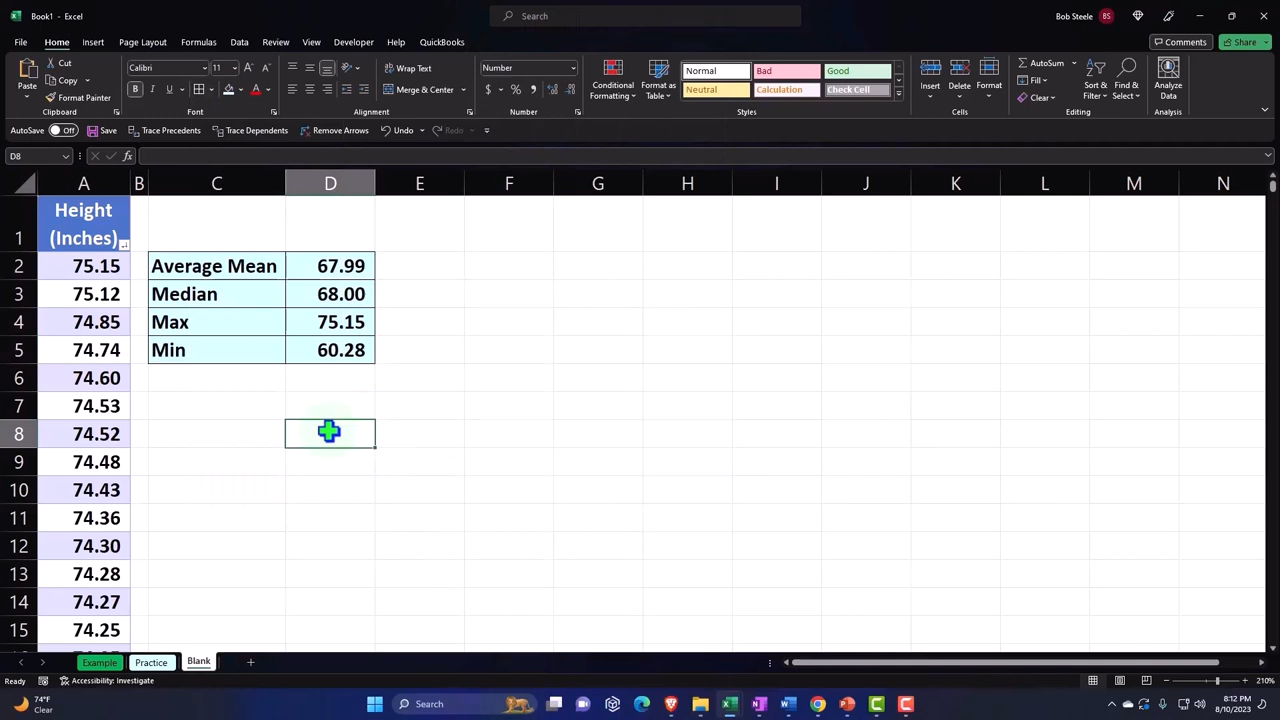 Book1 - Excel
Search
Bob Steele BS
File Home Insert Page Layout Formulas Data Review View Developer Help QuickBooks
Comments Share
Paste Cut Copy Format Painter
Clipboard
Calibri 11
B I U
Font
Wrap Text
Merge & Center
Alignment
Number
$ % 9
Number
Conditional Formatting Format as Table
Normal Bad Good
Neutral Calculation Check Cell
Styles
Insert Delete Format
Cells
AutoSum
Fill
Clear
Sort & Filter Find & Select
Editing
Analyze Data
Analysis
AutoSave Off Save Trace Precedents Trace Dependents Remove Arrows Undo Redo
D8 fx
A B C D E F G H I J K L M N
Height
1 (Inches)
2 75.15 Average Mean 67.99
3 75.12 Median 68.00
4 74.85 Max 75.15
5 74.74 Min 60.28
6 74.60
7 74.53
8 74.52
9 74.48
10 74.43
11 74.36
12 74.30
13 74.28
14 74.27
15 74.25
Example Practice Blank
Ready Accessibility: Investigate 210%
74°F
Clear
Search
8:12 PM
8/10/2023